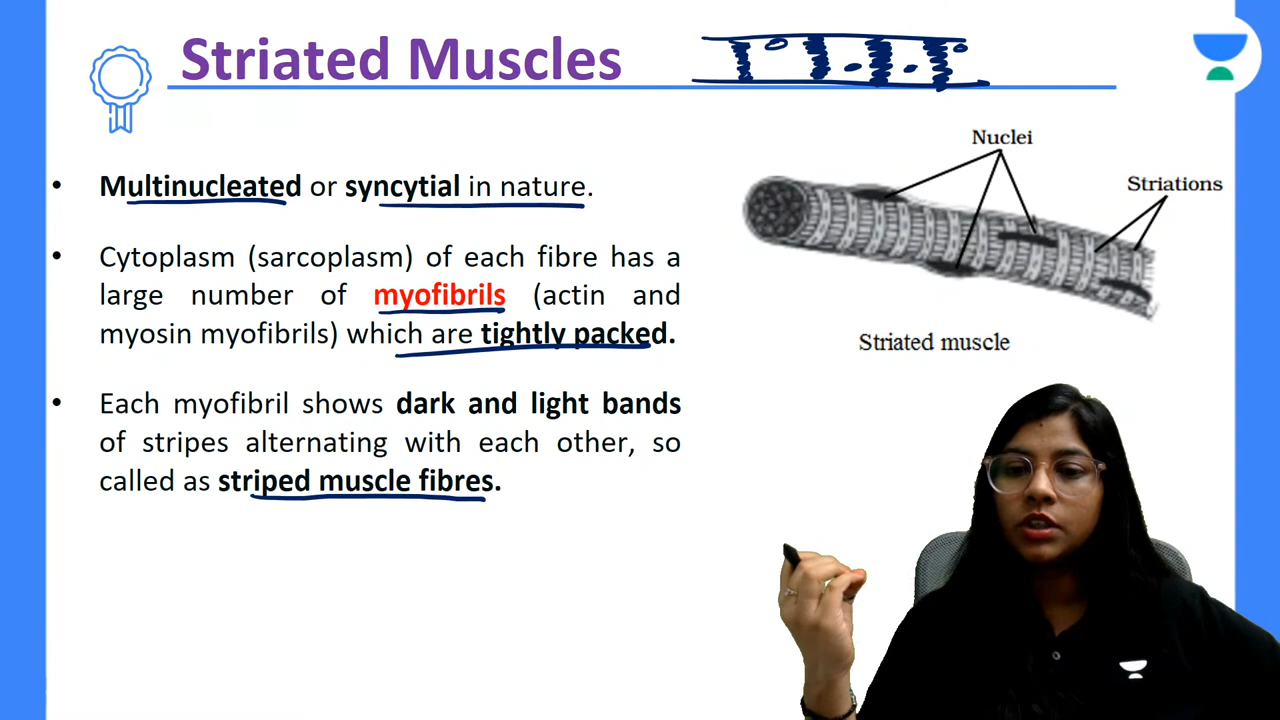 Striated Muscles
• Multinucleated or syncytial in nature.
• Cytoplasm (sarcoplasm) of each fibre has a
large number of myofibrils (actin and
myosin myofibrils) which are tightly packed.
• Each myofibril shows dark and light bands
of stripes alternating with each other, so
called as striped muscle fibres.
Nuclei
Striations
Striated muscle